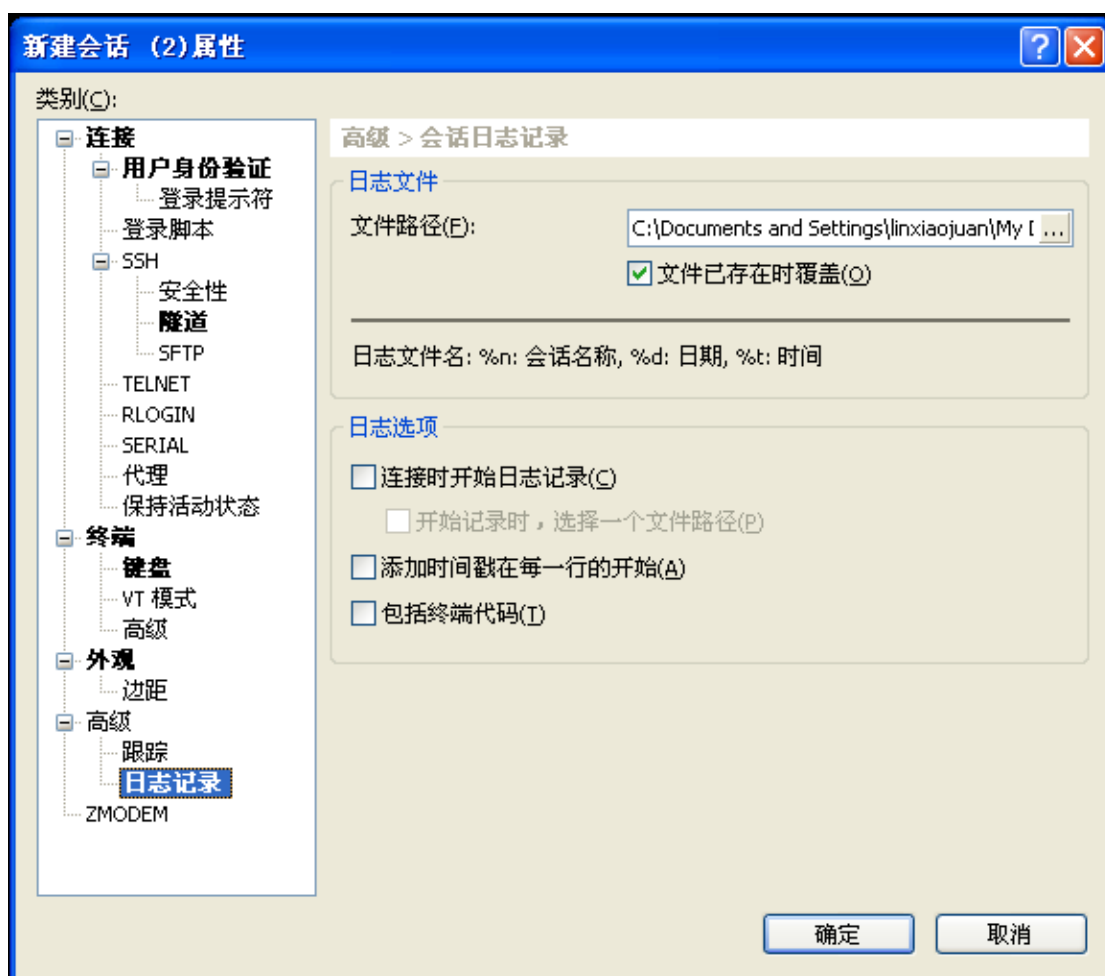 新建会话 (2)属性
类别(C):
连接
用户身份验证
登录提示符
登录脚本
SSH
安全性
隧道
SFTP
TELNET
RLOGIN
SERIAL
代理
保持活动状态
终端
键盘
VT 模式
高级
外观
边距
高级
跟踪
日志记录
ZMODEM
高级 > 会话日志记录
日志文件
文件路径(F):
C:\Documents and Settings\linxiaojuan\My
...
文件已存在时覆盖(O)
日志文件名: %n: 会话名称, %d: 日期, %t: 时间
日志选项
连接时开始日志记录(C)
开始记录时，选择一个文件路径(P)
添加时间戳在每一行的开始(A)
包括终端代码(T)
确定
取消